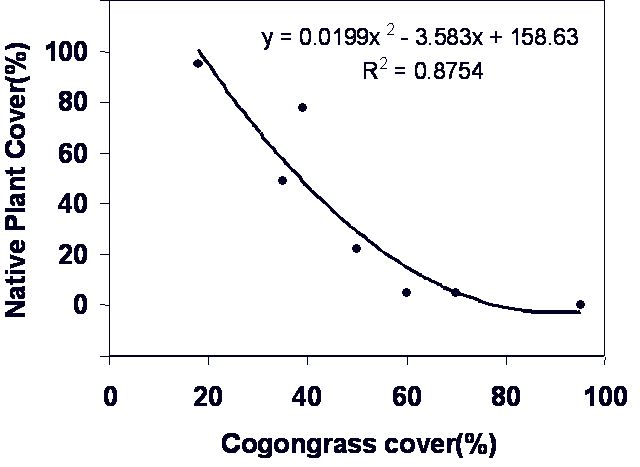 y = 0.0199x² - 3.583x + 158.63
R² = 0.8754
Native Plant Cover(%)
100
80
60
40
20
0
0 20 40 60 80 100
Cogongrass cover(%)